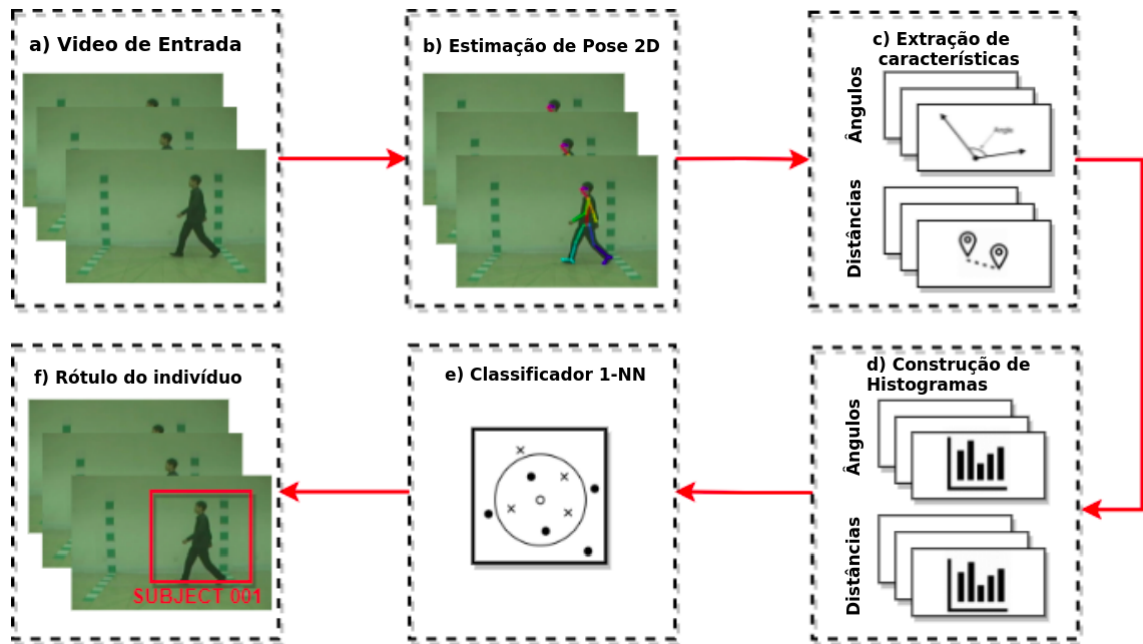 a) Video de Entrada
b) Estimação de Pose 2D
c) Extração de
características
Ângulos
Angle
Distâncias
d) Construção de
Histogramas
Ângulos
Distâncias
e) Classificador 1-NN
f) Rótulo do indivíduo
SUBJECT 001